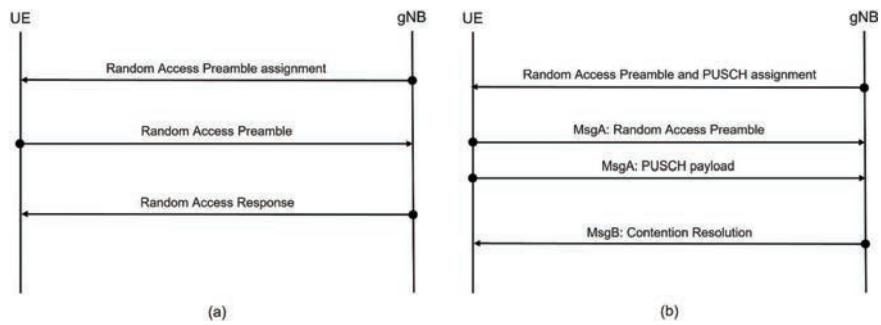 UE
gNB
Random Access Preamble assignment
Random Access Preamble
Random Access Response
(a)
UE
gNB
Random Access Preamble and PUSCH assignment
MsgA: Random Access Preamble
MsgA: PUSCH payload
MsgB: Contention Resolution
(b)